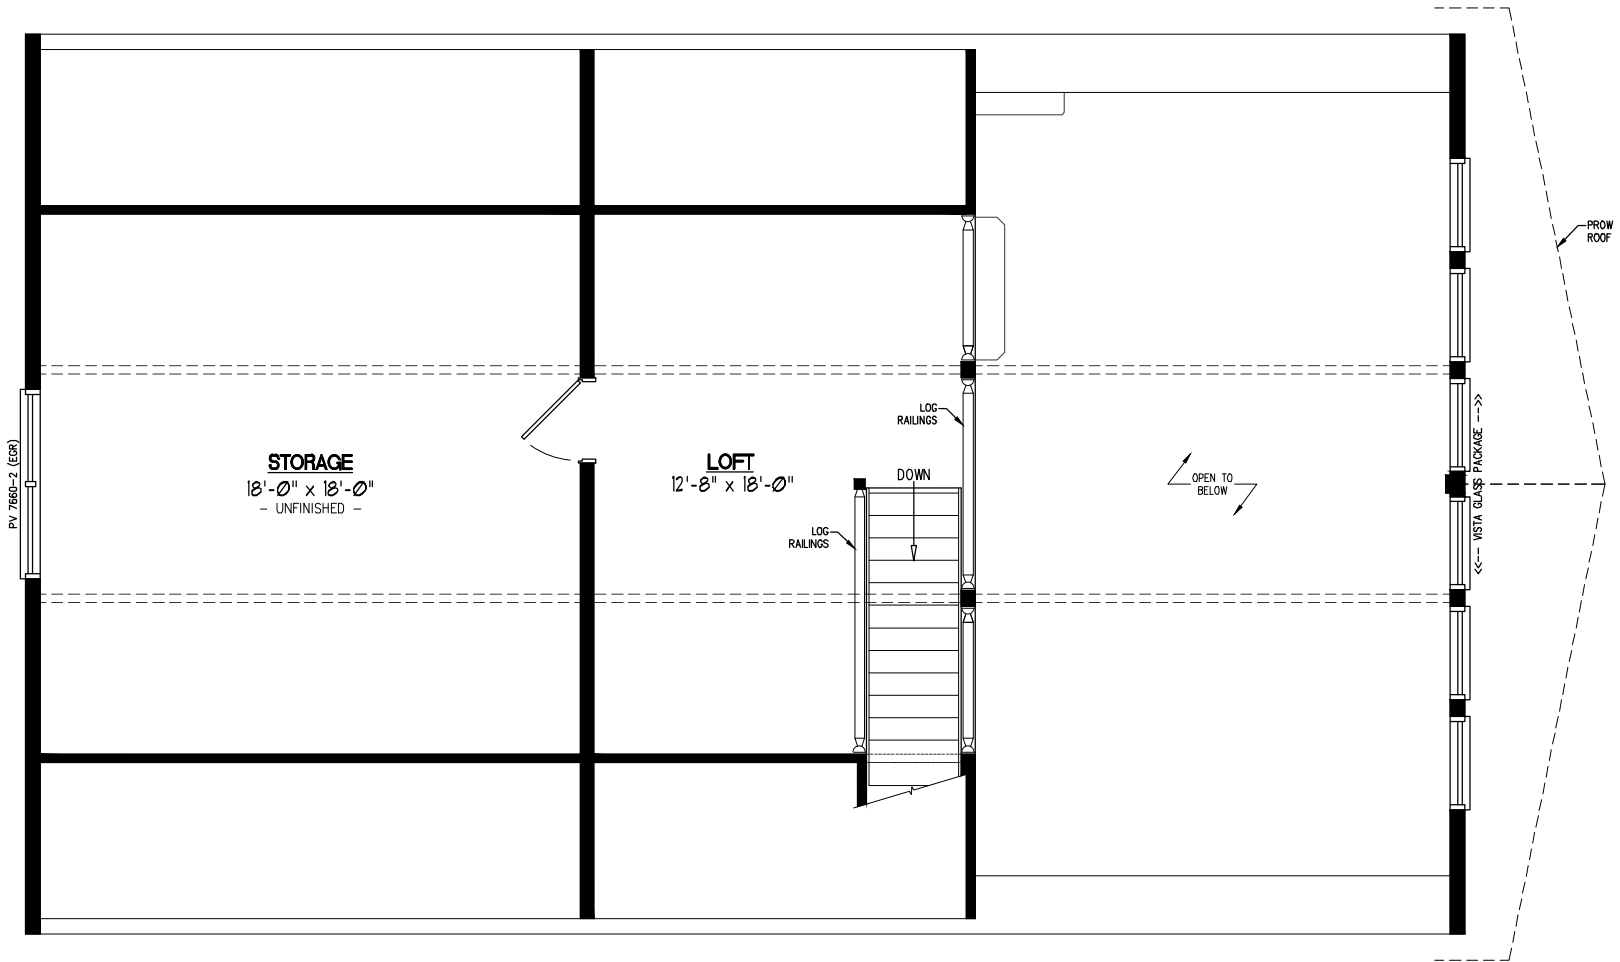 PROW
ROOF
LOG
RAILINGS
PV 7660-2 (EGR)
STORAGE
18'-0" x 18'-0"
- UNFINISHED -
LOFT
12'-8" x 18'-0"
DOWN
OPEN TO
BELOW
<<--- VISTA GLASS PACKAGE --->>
LOG
RAILINGS